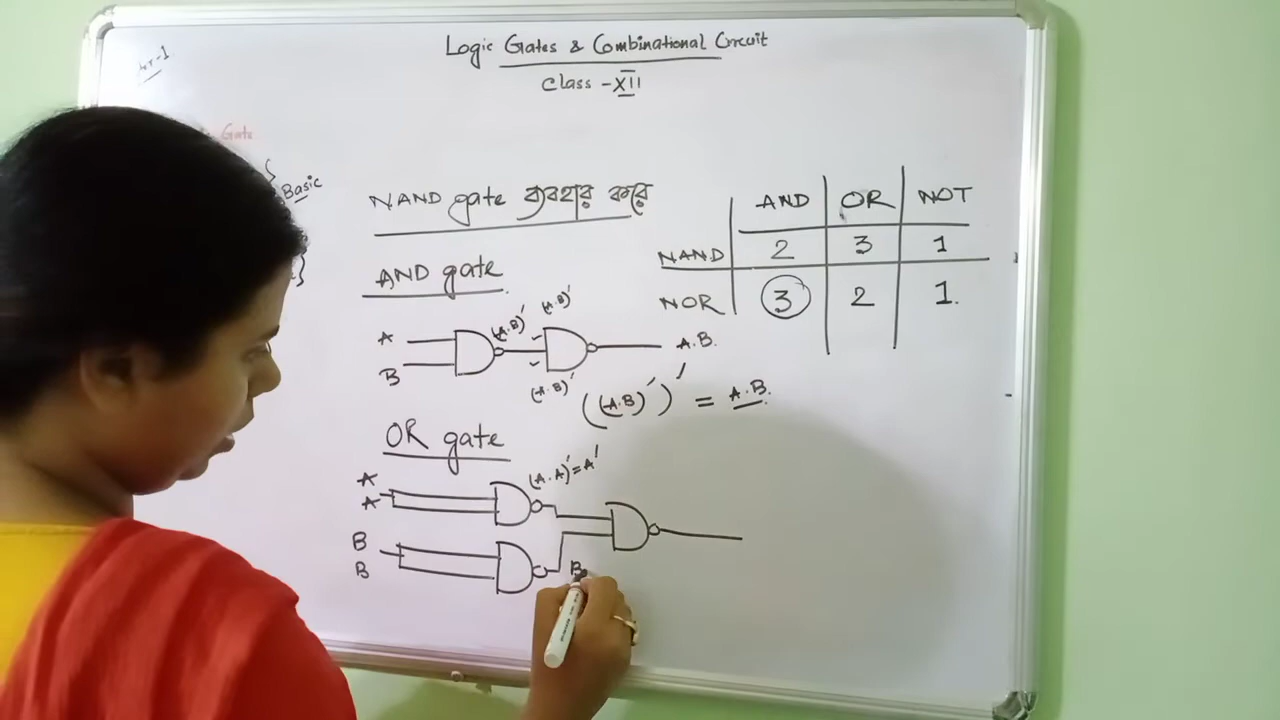 Logic Gates & Combinational Circuit
Class - XII
Gate
Basic
NAND gate ব্যবহার করে
AND gate
A
B
(A.B)'
(A.B)'
(A.B)'
A.B.
((A.B)')' = A.B.
OR gate
A
A
(A.A)' = A'
B
B
B
AND OR NOT
NAND 2 3 1
NOR 3 2 1.